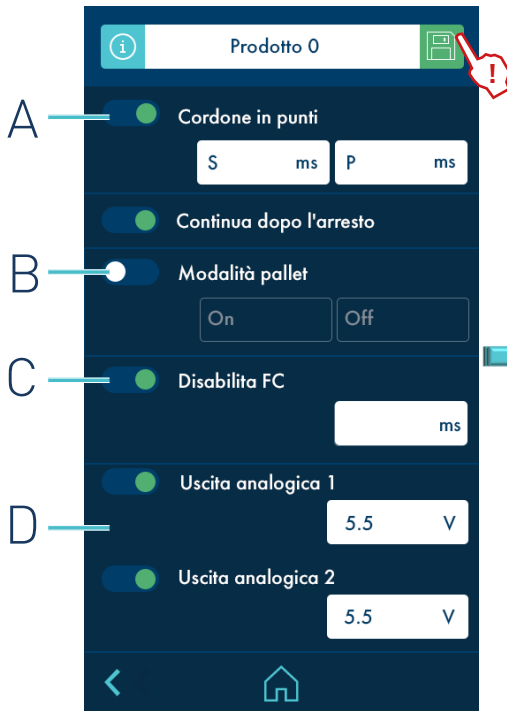 i Prodotto 0
!
A Cordone in punti
S ms P ms
Continua dopo l'arresto
B Modalità pallet
On Off
C Disabilita FC
ms
Uscita analogica 1
D 5.5 V
Uscita analogica 2
5.5 V